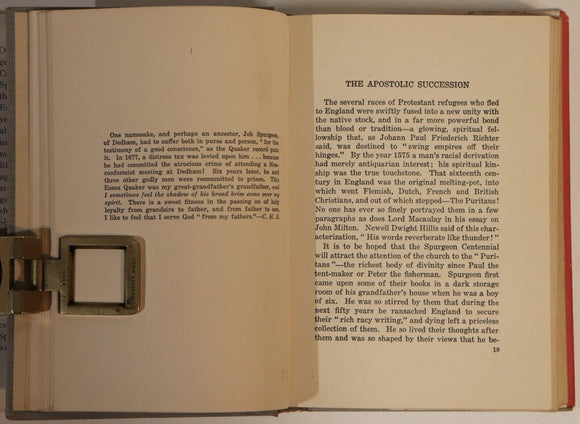 One namesake, and perhaps an ancestor, Job Spurgeon,
of Dedham, had to suffer both in purse and person, "for the
testimony of a good conscience," as the Quaker record puts
it. In 1677, a distress tax was levied upon him . . . because
he had committed the atrocious crime of attending a Non-
conformist meeting at Dedham! Six years later, he and
three other godly men were recommitted to prison. This
Essex Quaker was my great-grandfather's grandfather, and
I sometimes feel the shadow of his broad brim come over my
spirit. There is a sweet fitness in the passing on of holy
loyalty from grandsire to father, and from father to son.
I like to feel that I serve God "from my fathers."—C. H. S.
THE APOSTOLIC SUCCESSION
The several races of Protestant refugees who fled
to England were swiftly fused into a new unity with
the native stock, and in a far more powerful bond
than blood or tradition—a glowing, spiritual fel-
lowship that, as Johann Paul Friederich Richter
said, was destined to "swing empires off their
hinges." By the year 1575 a man's racial derivation
had merely antiquarian interest; his spiritual kin-
ship was the true touchstone. That sixteenth cen-
tury in England was the original melting-pot, into
which went Flemish, Dutch, French and British
Christians, and out of which stepped—The Puritans!
No one has ever so finely portrayed them in a few
paragraphs as does Lord Macaulay in his essay on
John Milton. Newell Dwight Hillis said of this char-
acterization, "His words reverberate like thunder!"
It is to be hoped that the Spurgeon Centennial
will attract the attention of the church to the "Puri-
tans"—the richest body of divinity since Paul the
tent-maker or Peter the fisherman. Spurgeon first
came upon some of their books in a dark storage
room of his grandfather's house when he was a boy
of six. He was so stirred by them that during the
next fifty years he ransacked England to secure
their "rich racy writing," and dying left a priceless
collection of them. He so lived their thoughts after
them and was so shaped by their views that he be-
19